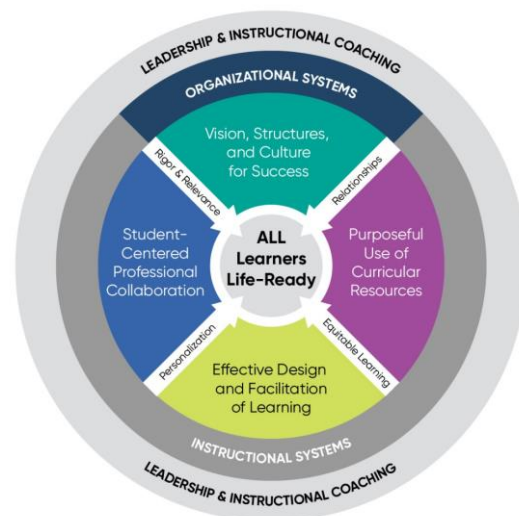 LEADERSHIP & INSTRUCTIONAL COACHING
ORGANIZATIONAL SYSTEMS
Vision, Structures,
and Culture
for Success
Rigor & Relevance
Relationships
Student-
Centered
Professional
Collaboration
ALL
Learners
Life-Ready
Purposeful
Use of
Curricular
Resources
Personalization
Equitable Learning
Effective Design
and Facilitation
of Learning
INSTRUCTIONAL SYSTEMS
LEADERSHIP & INSTRUCTIONAL COACHING